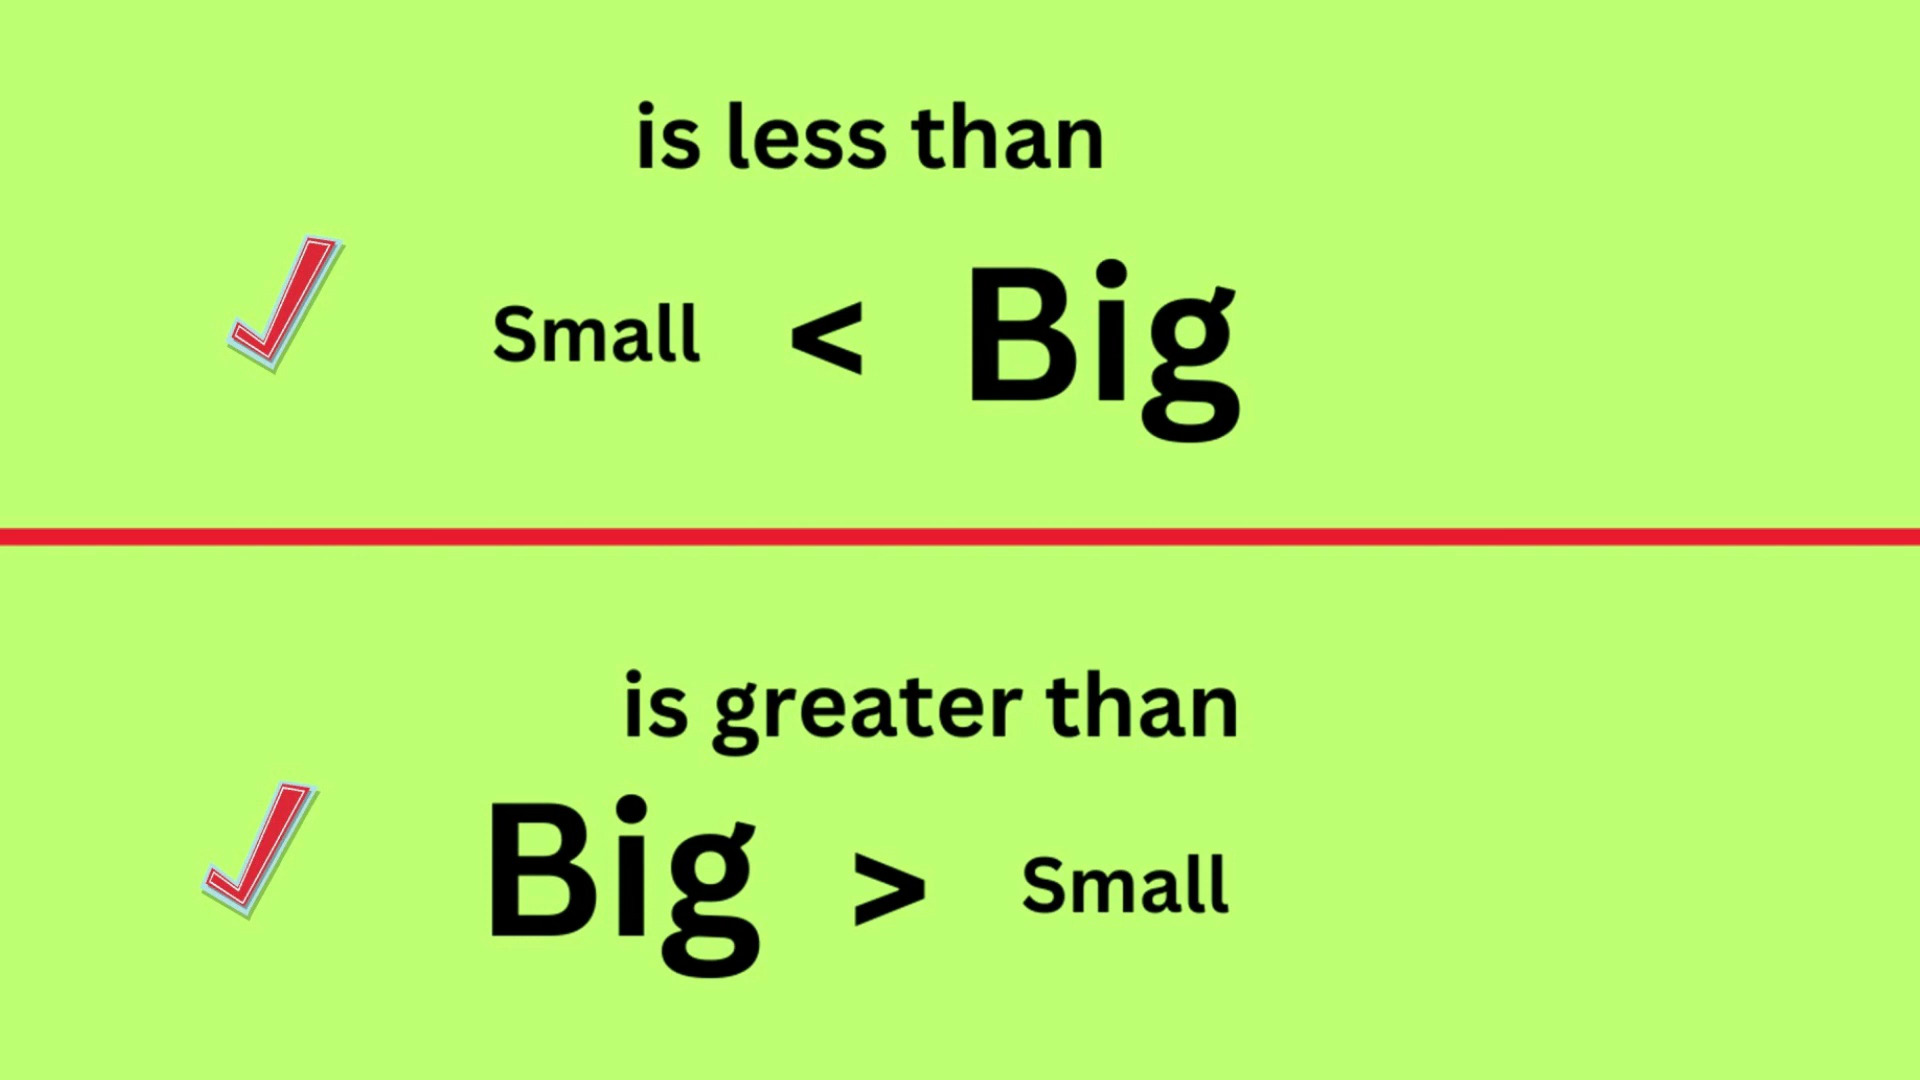 is less than
Small < Big
is greater than
Big > Small